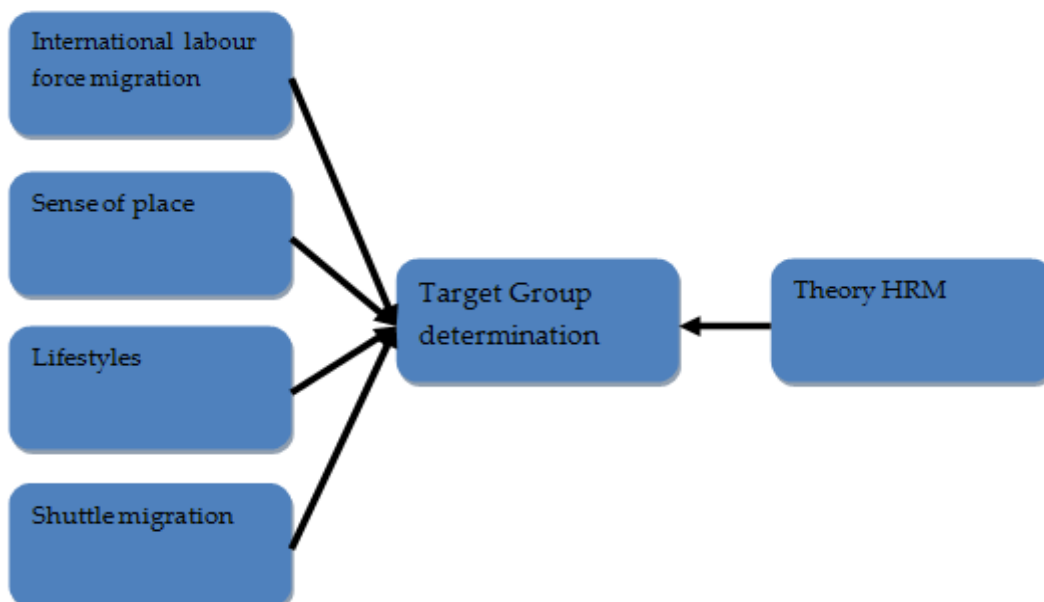 International labour
force migration
Sense of place
Lifestyles
Shuttle migration
Target Group
determination
Theory HRM